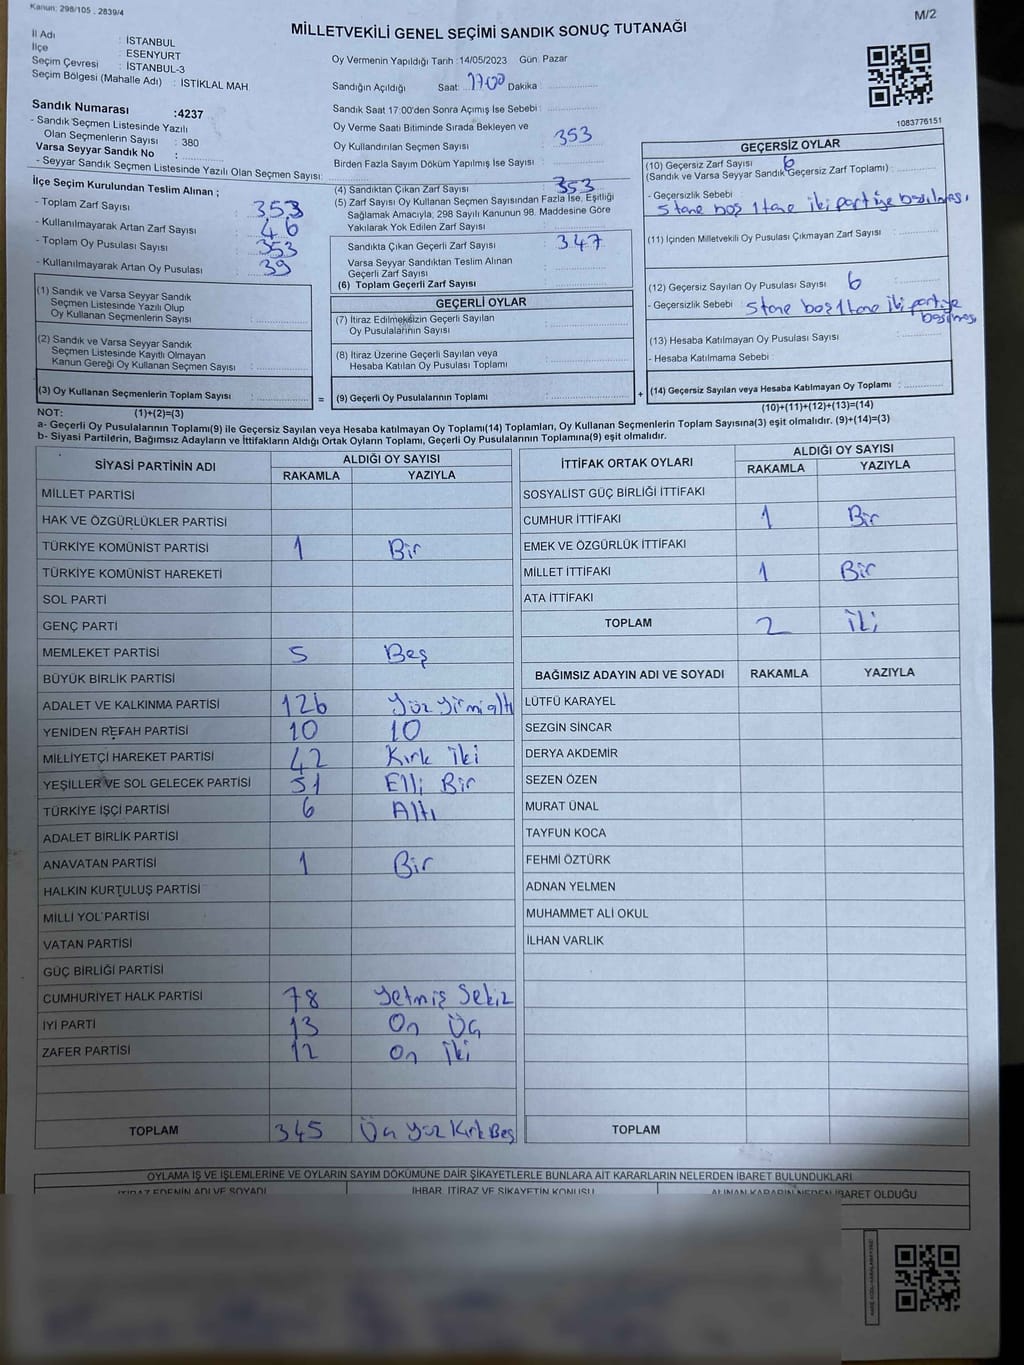 Kanun: 298/105 , 2839/4
M/2
MİLLETVEKİLİ GENEL SEÇİMİ SANDIK SONUÇ TUTANAĞI
İl Adı : İSTANBUL
İlçe : ESENYURT
Seçim Çevresi : İSTANBUL-3
Seçim Bölgesi (Mahalle Adı) : İSTİKLAL MAH.
Sandık Numarası :4237
- Sandık Seçmen Listesinde Yazılı
Olan Seçmenlerin Sayısı : 380
Varsa Seyyar Sandık No :
- Seyyar Sandık Seçmen Listesinde Yazılı Olan Seçmen Sayısı:
Oy Vermenin Yapıldığı Tarih :14/05/2023 Gün: Pazar
Sandığın Açıldığı Saat: 17:00 Dakika :
Sandık Saat 17:00'den Sonra Açımış İse Sebebi :
Oy Verme Saati Bitiminde Sırada Bekleyen ve
Oy Kullandırılan Seçmen Sayısı : 353
Birden Fazla Sayım Döküm Yapılmış İse Sayısı :
1083776151
İlçe Seçim Kurulundan Teslim Alınan ;
- Toplam Zarf Sayısı : 353
- Kullanılmayarak Artan Zarf Sayısı : 46
- Toplam Oy Pusulası Sayısı : 353
- Kullanılmayarak Artan Oy Pusulası : 39
(4) Sandıktan Çıkan Zarf Sayısı : 353
(5) Zarf Sayısı Oy Kullanan Seçmen Sayısından Fazla İse, Eşitliği
Sağlamak Amacıyla, 298 Sayılı Kanunun 98. Maddesine Göre
Yakılarak Yok Edilen Zarf Sayısı :
Sandıkta Çıkan Geçerli Zarf Sayısı : 347
Varsa Seyyar Sandıktan Teslim Alınan
Geçerli Zarf Sayısı :
(6) Toplam Geçerli Zarf Sayısı :
GEÇERSİZ OYLAR
(10) Geçersiz Zarf Sayısı 6
(Sandık ve Varsa Seyyar Sandık Geçersiz Zarf Toplamı) :
- Geçersizlik Sebebi :
5 tane boş 1 tane iki partiye basılması
(11) İçinden Milletvekili Oy Pusulası Çıkmayan Zarf Sayısı :
(12) Geçersiz Sayılan Oy Pusulası Sayısı : 6
- Geçersizlik Sebebi : 5 tane boş 1 tane iki partiye
basılması
(13) Hesaba Katılmayan Oy Pusulası Sayısı :
- Hesaba Katılmama Sebebi :
(14) Geçersiz Sayılan veya Hesaba Katılmayan Oy Toplamı :
(10)+(11)+(12)+(13)=(14)
(1) Sandık ve Varsa Seyyar Sandık
Seçmen Listesinde Yazılı Olup
Oy Kullanan Seçmenlerin Sayısı :
(2) Sandık ve Varsa Seyyar Sandık
Seçmen Listesinde Kayıtlı Olmayan
Kanun Gereği Oy Kullanan Seçmen Sayısı :
(3) Oy Kullanan Seçmenlerin Toplam Sayısı : =
GEÇERLİ OYLAR
(7) İtiraz Edilmeksizin Geçerli Sayılan
Oy Pusulalarının Sayısı :
(8) İtiraz Üzerine Geçerli Sayılan veya
Hesaba Katılan Oy Pusulası Toplamı :
(9) Geçerli Oy Pusulalarının Toplamı : +
NOT: (1)+(2)=(3)
a- Geçerli Oy Pusulalarının Toplamı(9) ile Geçersiz Sayılan veya Hesaba katılmayan Oy Toplamı(14) Toplamları, Oy Kullanan Seçmenlerin Toplam Sayısına(3) eşit olmalıdır. (9)+(14)=(3)
b- Siyasi Partilerin, Bağımsız Adayların ve İttifakların Aldığı Ortak Oyların Toplamı, Geçerli Oy Pusulalarının Toplamına(9) eşit olmalıdır.
SİYASİ PARTİNİN ADI ALDIĞI OY SAYISI
RAKAMLA YAZIYLA
MİLLET PARTİSİ
HAK VE ÖZGÜRLÜKLER PARTİSİ
TÜRKİYE KOMÜNİST PARTİSİ 1 Bir
TÜRKİYE KOMÜNİST HAREKETİ
SOL PARTİ
GENÇ PARTİ
MEMLEKET PARTİSİ 5 Beş
BÜYÜK BİRLİK PARTİSİ
ADALET VE KALKINMA PARTİSİ 126 Yüz Yirmi altı
YENİDEN REFAH PARTİSİ 10 10
MİLLİYETÇİ HAREKET PARTİSİ 42 Kırk iki
YEŞİLLER VE SOL GELECEK PARTİSİ 51 Elli Bir
TÜRKİYE İŞÇİ PARTİSİ 6 Altı
ADALET BİRLİK PARTİSİ
ANAVATAN PARTİSİ 1 Bir
HALKIN KURTULUŞ PARTİSİ
MİLLİ YOL PARTİSİ
VATAN PARTİSİ
GÜÇ BİRLİĞİ PARTİSİ
CUMHURİYET HALK PARTİSİ 78 Yetmiş Sekiz
İYİ PARTİ 13 On Üç
ZAFER PARTİSİ 12 On İki
TOPLAM 345 Üç Yüz Kırk Beş
İTTİFAK ORTAK OYLARI ALDIĞI OY SAYISI
RAKAMLA YAZIYLA
SOSYALİST GÜÇ BİRLİĞİ İTTİFAKI
CUMHUR İTTİFAKI 1 Bir
EMEK VE ÖZGÜRLÜK İTTİFAKI
MİLLET İTTİFAKI 1 Bir
ATA İTTİFAKI
TOPLAM 2 İki
BAĞIMSIZ ADAYIN ADI VE SOYADI RAKAMLA YAZIYLA
LÜTFÜ KARAYEL
SEZGİN SİNCAR
DERYA AKDEMİR
SEZEN ÖZEN
MURAT ÜNAL
TAYFUN KOCA
FEHMİ ÖZTÜRK
ADNAN YELMEN
MUHAMMET ALİ OKUL
İLHAN VARLIK
TOPLAM
OYLAMA İŞ VE İŞLEMLERİNE VE OYLARIN SAYIM DÖKÜMÜNE DAİR ŞİKAYETLERLE BUNLARA AİT KARARLARIN NELERDEN İBARET BULUNDUKLARI
İTİRAZ EDENİN ADI VE SOYADI İHBAR, İTİRAZ VE ŞİKAYETİN KONUSU ALINAN KARARIN NEDEN İBARET OLDUĞU